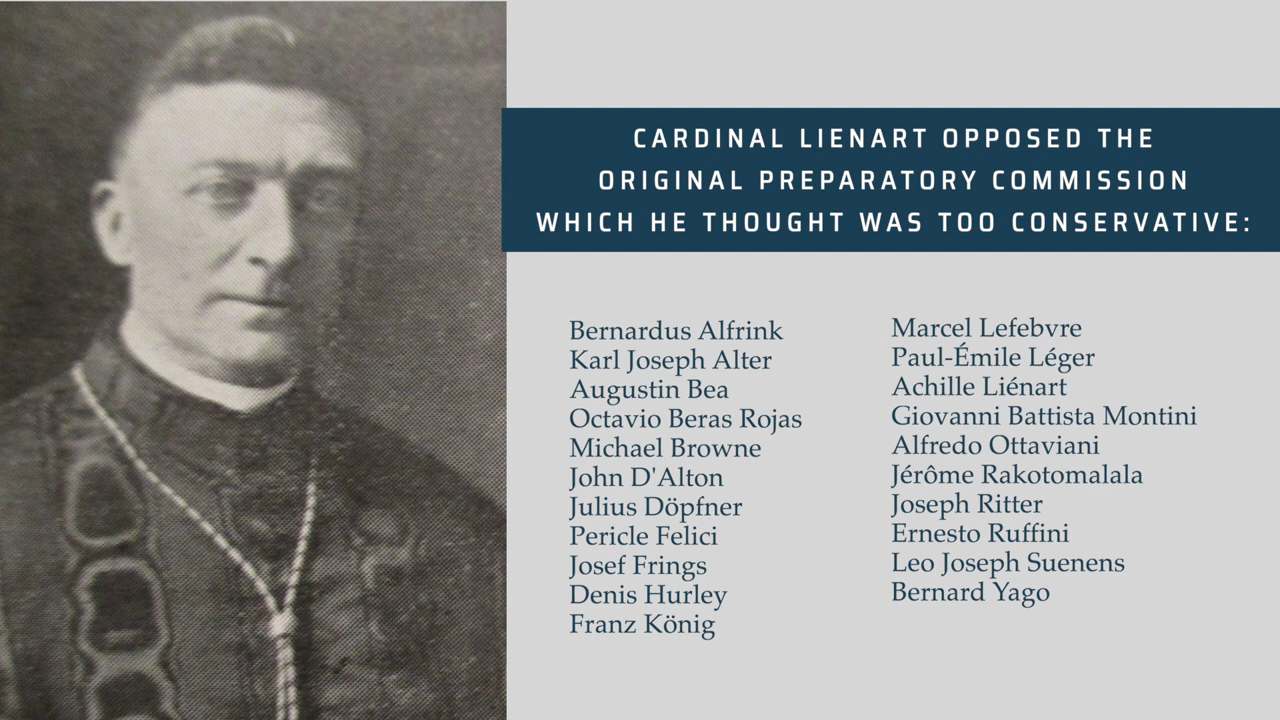 CARDINAL LIENART OPPOSED THE
ORIGINAL PREPARATORY COMMISSION
WHICH HE THOUGHT WAS TOO CONSERVATIVE:
Bernardus Alfrink
Karl Joseph Alter
Augustin Bea
Octavio Beras Rojas
Michael Browne
John D'Alton
Julius Döpfner
Pericle Felici
Josef Frings
Denis Hurley
Franz König
Marcel Lefebvre
Paul-Émile Léger
Achille Liénart
Giovanni Battista Montini
Alfredo Ottaviani
Jérôme Rakotomalala
Joseph Ritter
Ernesto Ruffini
Leo Joseph Suenens
Bernard Yago